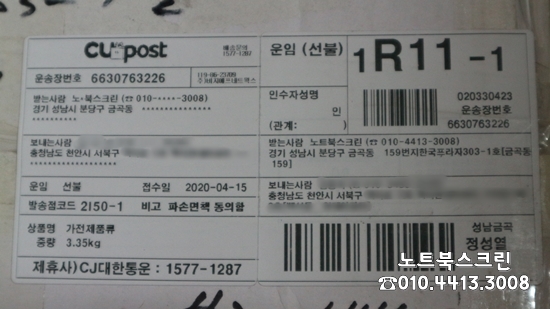 CUpost
배송문의
1577-1287
운임 (선불)
1R11-1
운송장번호 6630763226
받는사람 노*북스크린 (☎010-****-3008)
경기 성남시 분당구 금곡동 **************
**********
보내는사람
충청남도 천안시 서북구
운임 선불 접수일 2020-04-15
발송점코드 2150-1 비고 파손면책 동의함
상품명 가전제품류
중량 3.35kg
제휴사)CJ대한통운 : 1577-1287
인수자성명
인
(관계: )
020330423
운송장번호
6630763226
받는사람 노트북스크린 (☎010-4413-3008)
경기 성남시 분당구 금곡동 159번지한국프라자303-1호[금곡동
159]
보내는사람
충청남도 천안시 서북구
성남금곡
정성열
노트북스크린
☎010.4413.3008